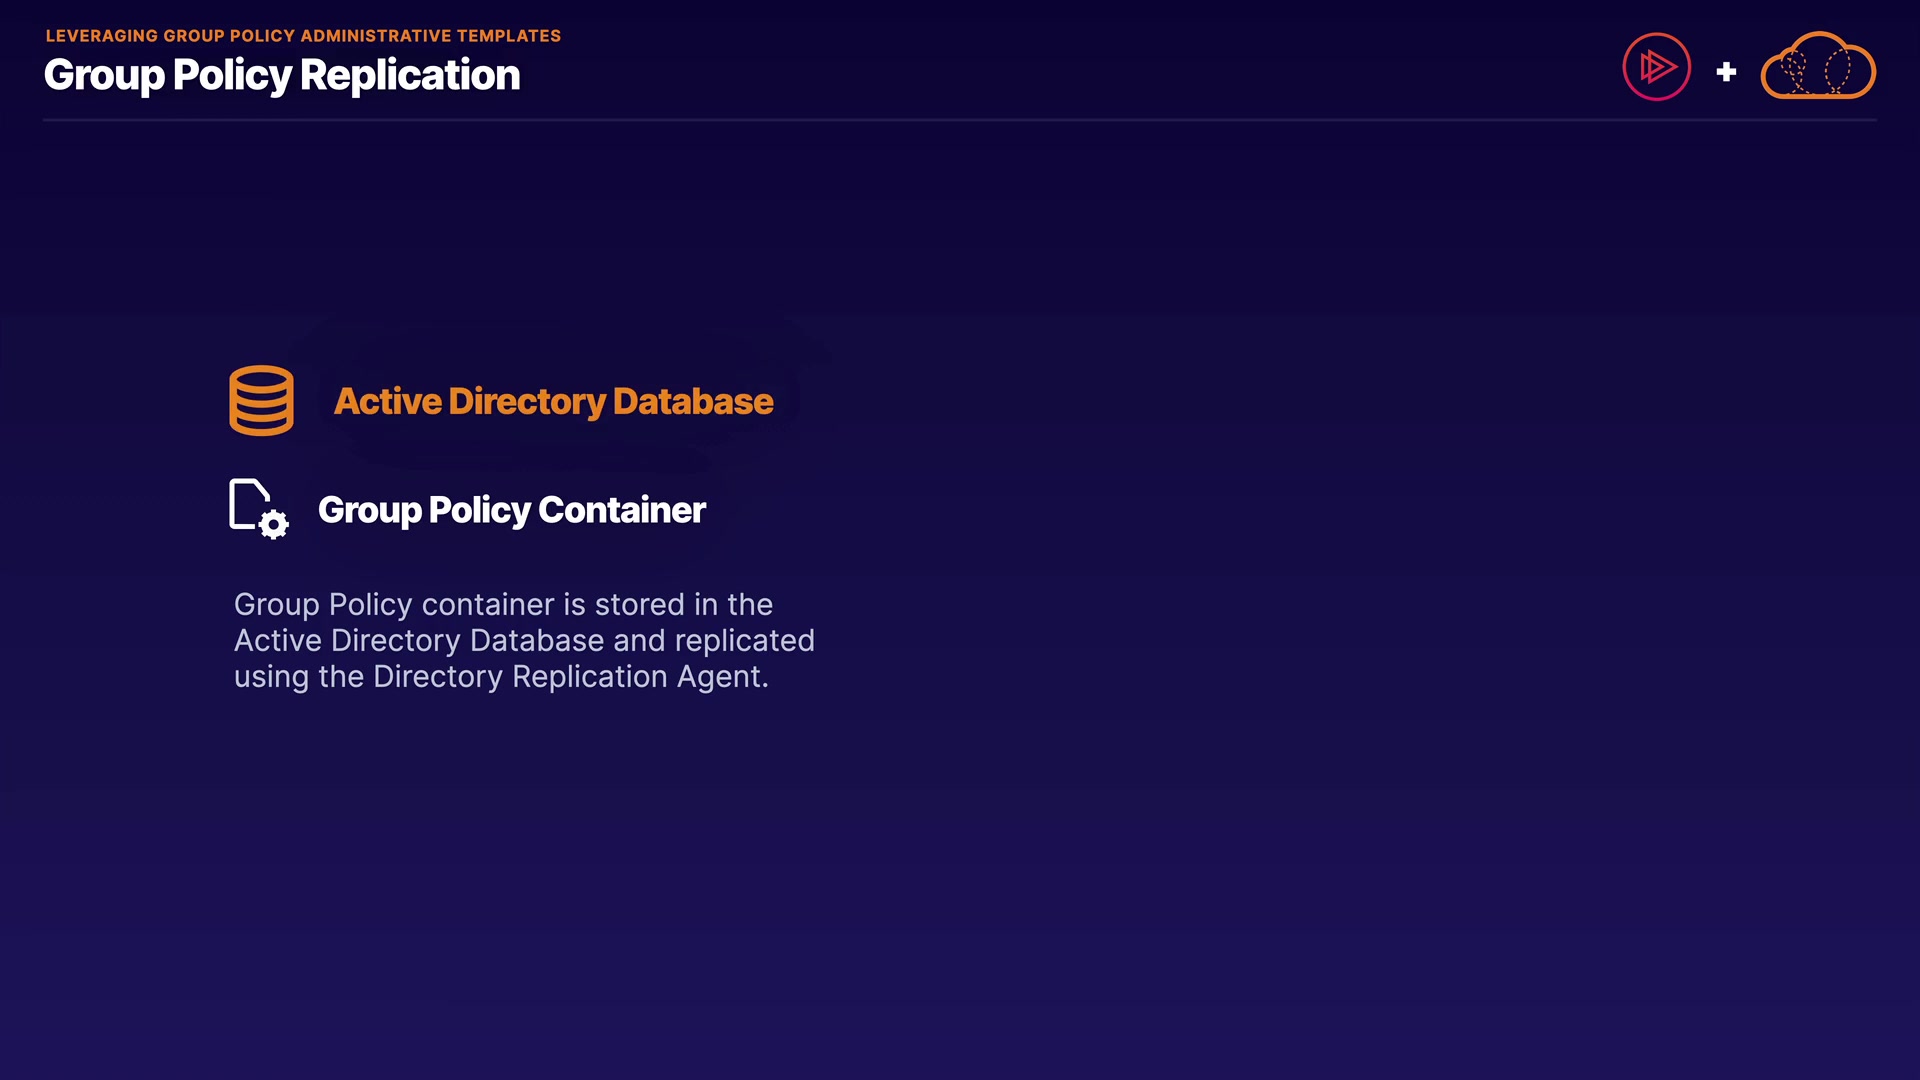 LEVERAGING GROUP POLICY ADMINISTRATIVE TEMPLATES
Group Policy Replication
Active Directory Database
Group Policy Container
Group Policy container is stored in the
Active Directory Database and replicated
using the Directory Replication Agent.